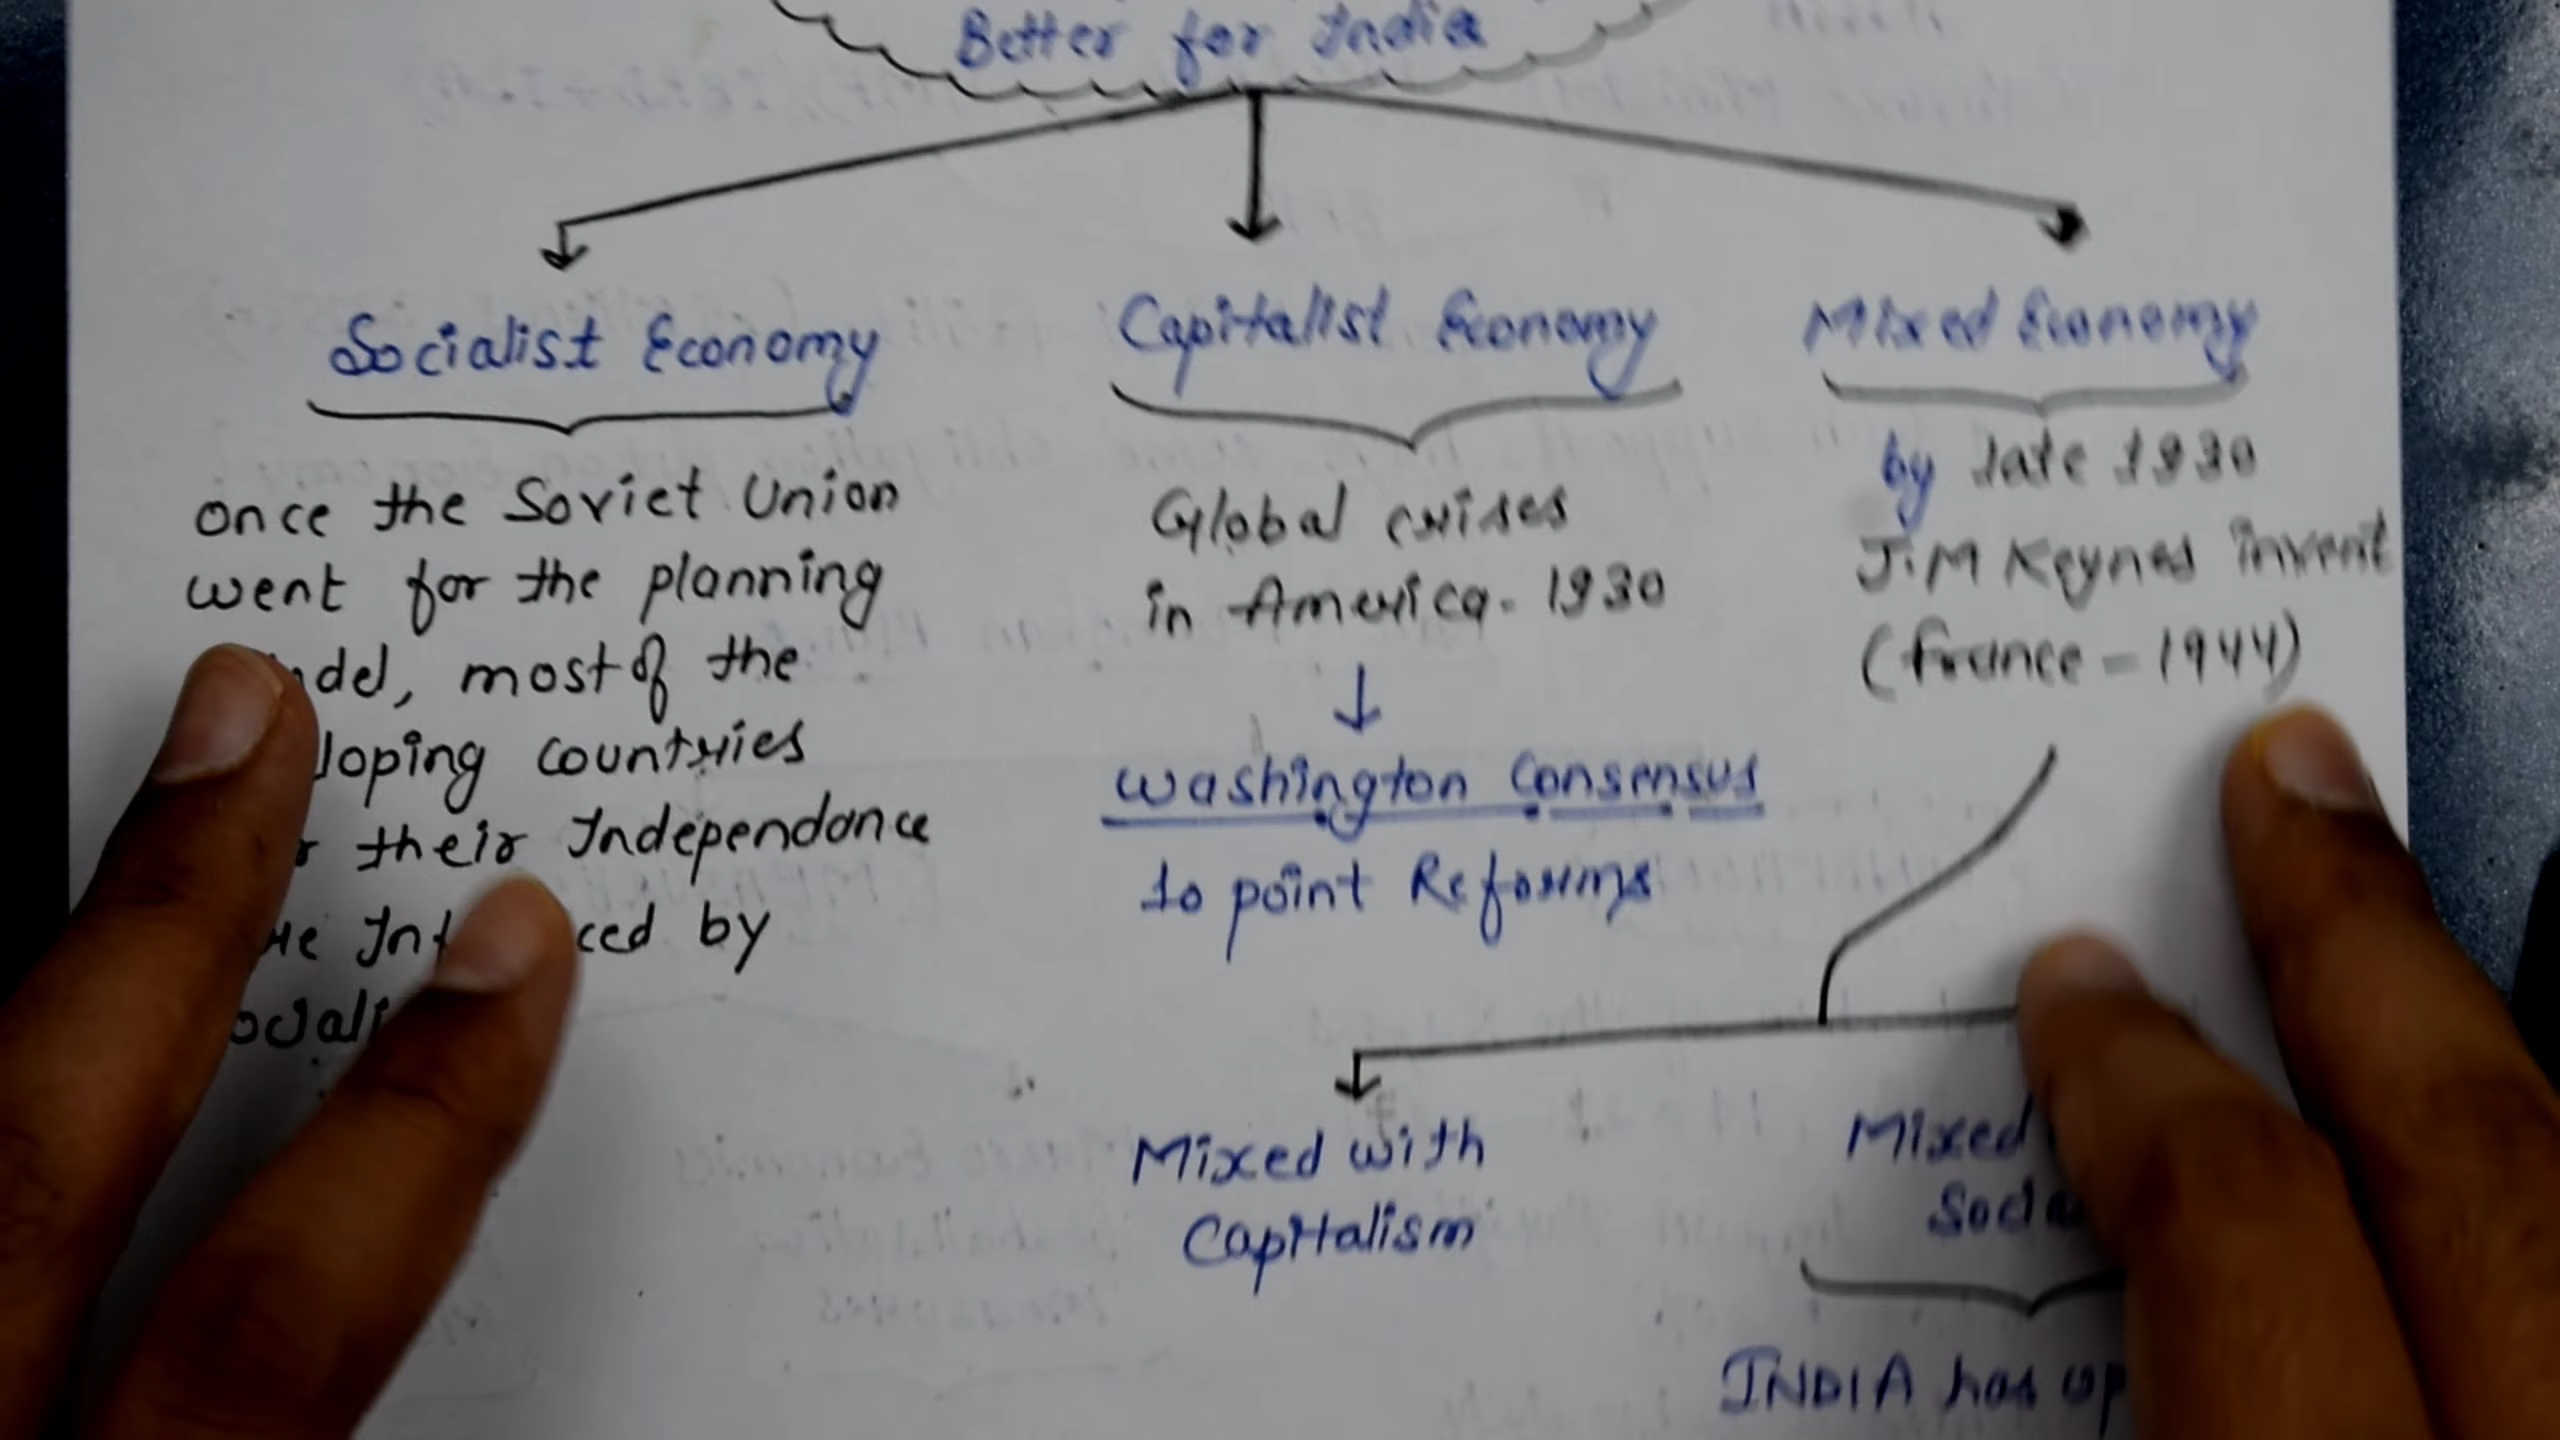 Better for India
Socialist Economy
Capitalist Economy
Mixed Economy
once the Soviet Union
went for the planning
most of the
countries
their Independance
by
Global crises
in America. 1930
Washington Consensus
10 point Reforms
by late 1930
J.M Keynes invent
(France - 1944)
Mixed with
Capitalism
Mixed
INDIA has